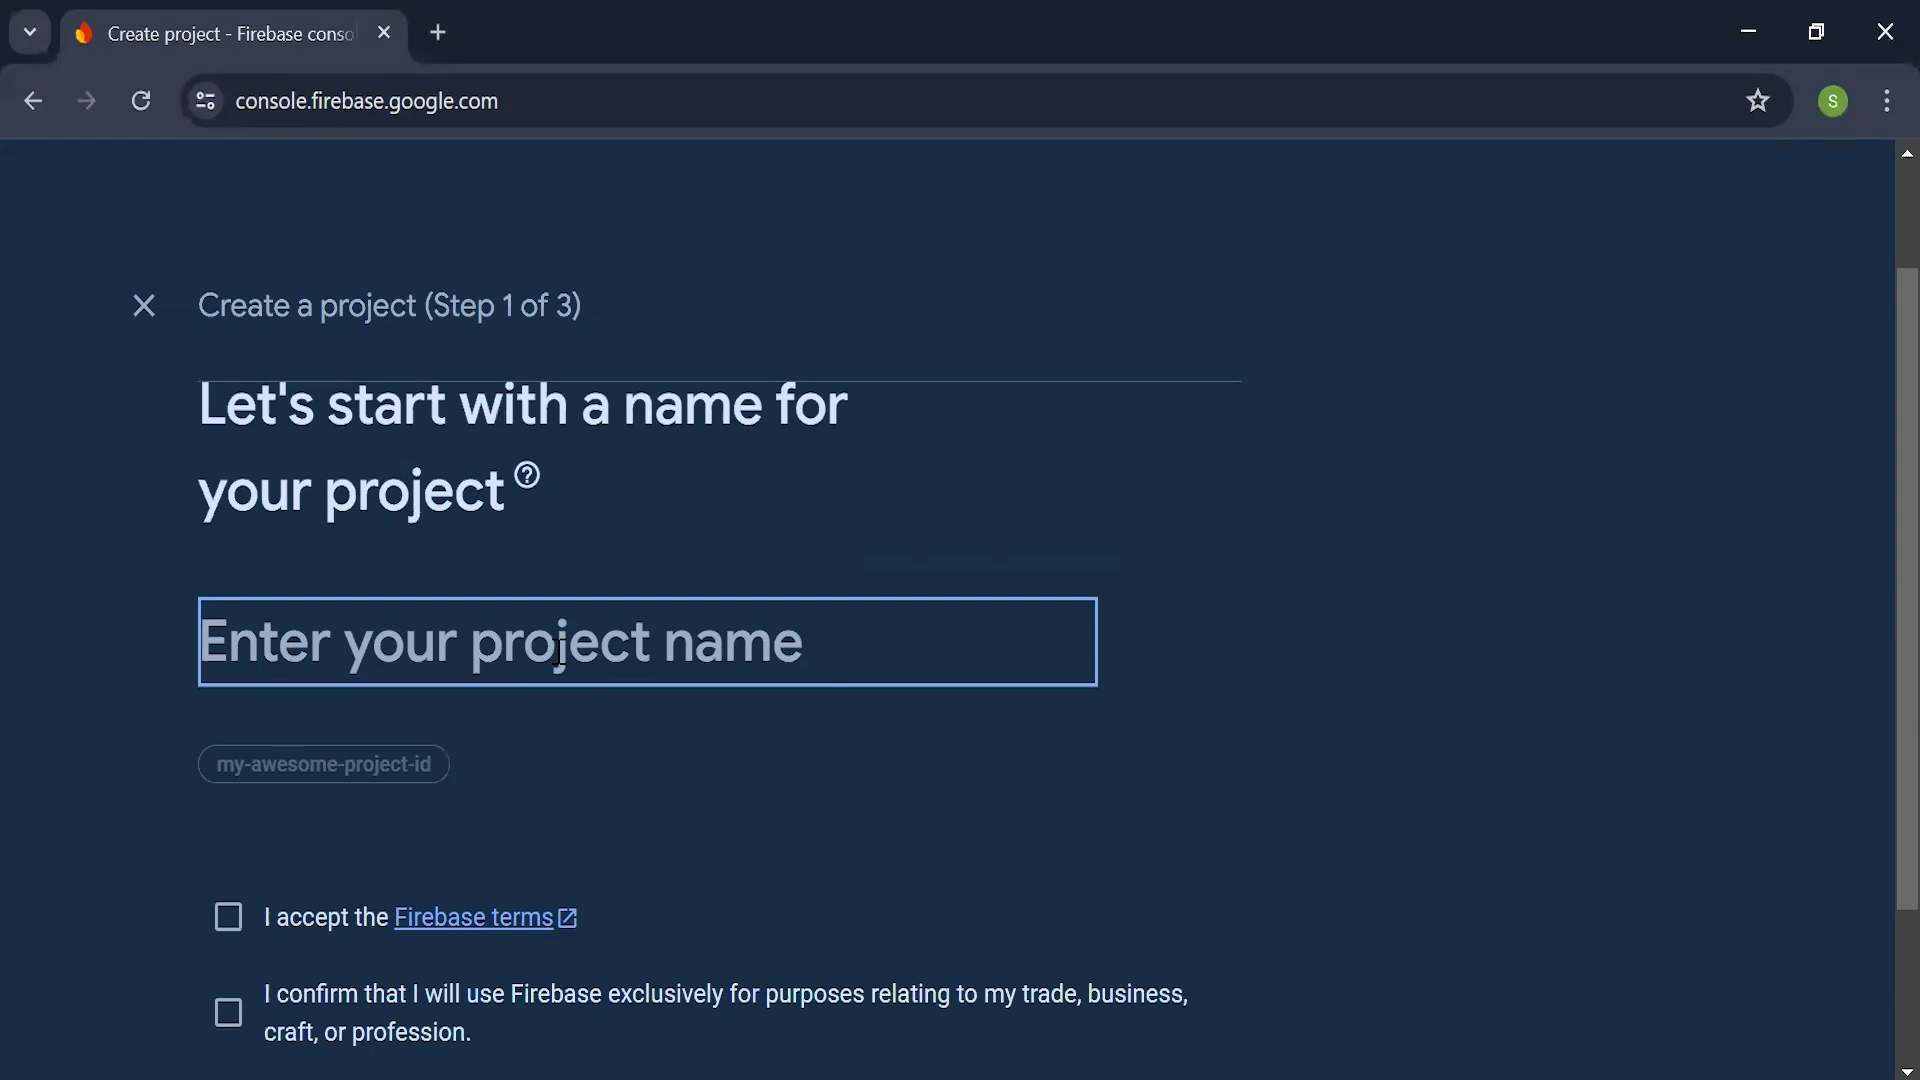 Create project - Firebase conso
console.firebase.google.com
S
Create a project (Step 1 of 3)
Let's start with a name for
your project
Enter your project name
my-awesome-project-id
I accept the Firebase terms
I confirm that I will use Firebase exclusively for purposes relating to my trade, business,
craft, or profession.